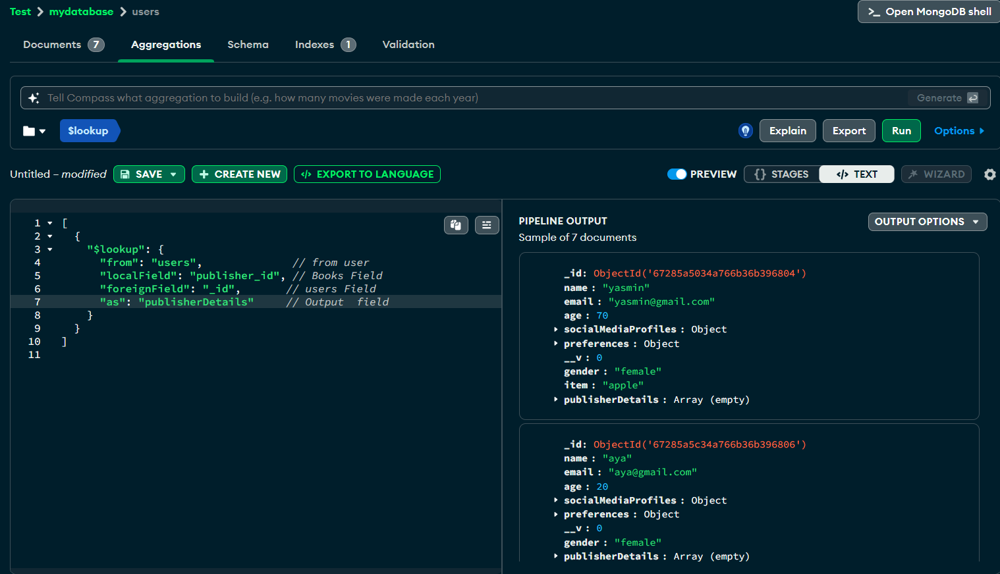 Test > mydatabase > users
>_ Open MongoDB shell
Documents 7 Aggregations Schema Indexes 1 Validation
Tell Compass what aggregation to build (e.g. how many movies were made each year) Generate
$lookup Explain Export Run Options
Untitled – modified SAVE + CREATE NEW </> EXPORT TO LANGUAGE PREVIEW {} STAGES </> TEXT WIZARD
1 [
2 {
3 "$lookup": {
4 "from": "users", // from user
5 "localField": "publisher_id", // Books Field
6 "foreignField": "_id", // users Field
7 "as": "publisherDetails" // Output  field
8 }
9 }
10 ]
11
PIPELINE OUTPUT OUTPUT OPTIONS
Sample of 7 documents
_id: ObjectId('67285a5034a766b36b396804')
name : "yasmin"
email : "yasmin@gmail.com"
age : 70
socialMediaProfiles : Object
preferences : Object
__v : 0
gender : "female"
item : "apple"
publisherDetails : Array (empty)
_id: ObjectId('67285a5c34a766b36b396806')
name : "aya"
email : "aya@gmail.com"
age : 20
socialMediaProfiles : Object
preferences : Object
__v : 0
gender : "female"
publisherDetails : Array (empty)